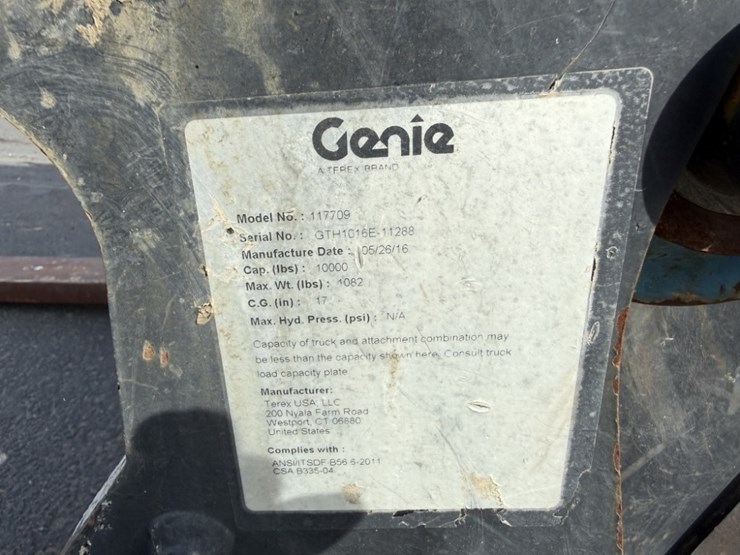 Genie
A TEREX BRAND
Model No. : 117709
Serial No. : GTH1016E-11288
Manufacture Date : 05/26/16
Cap. (lbs) : 10000
Max. Wt. (lbs) : 1082
C.G. (in) : 17
Max. Hyd. Press. (psi) : N/A
Capacity of truck and attachment combination may
be less than the capacity shown here. Consult truck
load capacity plate
Manufacturer:
Terex USA, LLC
200 Nyala Farm Road
Westport, CT 06880
United States
Complies with :
ANSI/ITSDF B56.6-2011
CSA B335-04